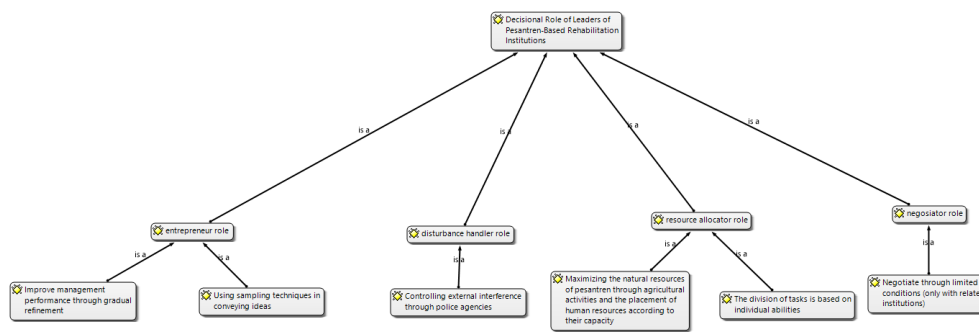 Decisional Role of Leaders of
Pesantren-Based Rehabilitation
Institutions
is a
is a
is a
is a
entrepreneur role
disturbance handler role
resource allocator role
negosiator role
is a
is a
is a
is a
is a
is a
Improve management
performance through gradual
refinement
Using sampling techniques in
conveying ideas
Controlling external interference
through police agencies
Maximizing the natural resources
of pesantren through agricultural
activities and the placement of
human resources according to
their capacity
The division of tasks is based on
individual abilities
Negotiate through limited
conditions (only with relate
institutions)